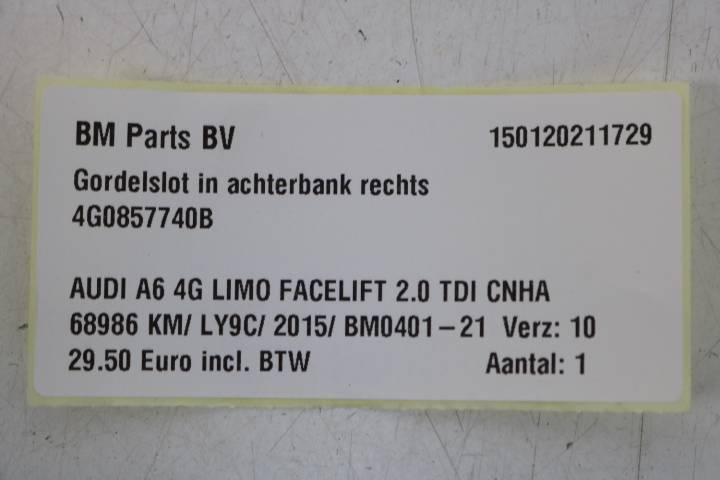 BM Parts BV 150120211729
Gordelslot in achterbank rechts
4G0857740B
AUDI A6 4G LIMO FACELIFT 2.0 TDI CNHA
68986 KM/ LY9C/ 2015/ BM0401-21 Verz: 10
29.50 Euro incl. BTW Aantal: 1